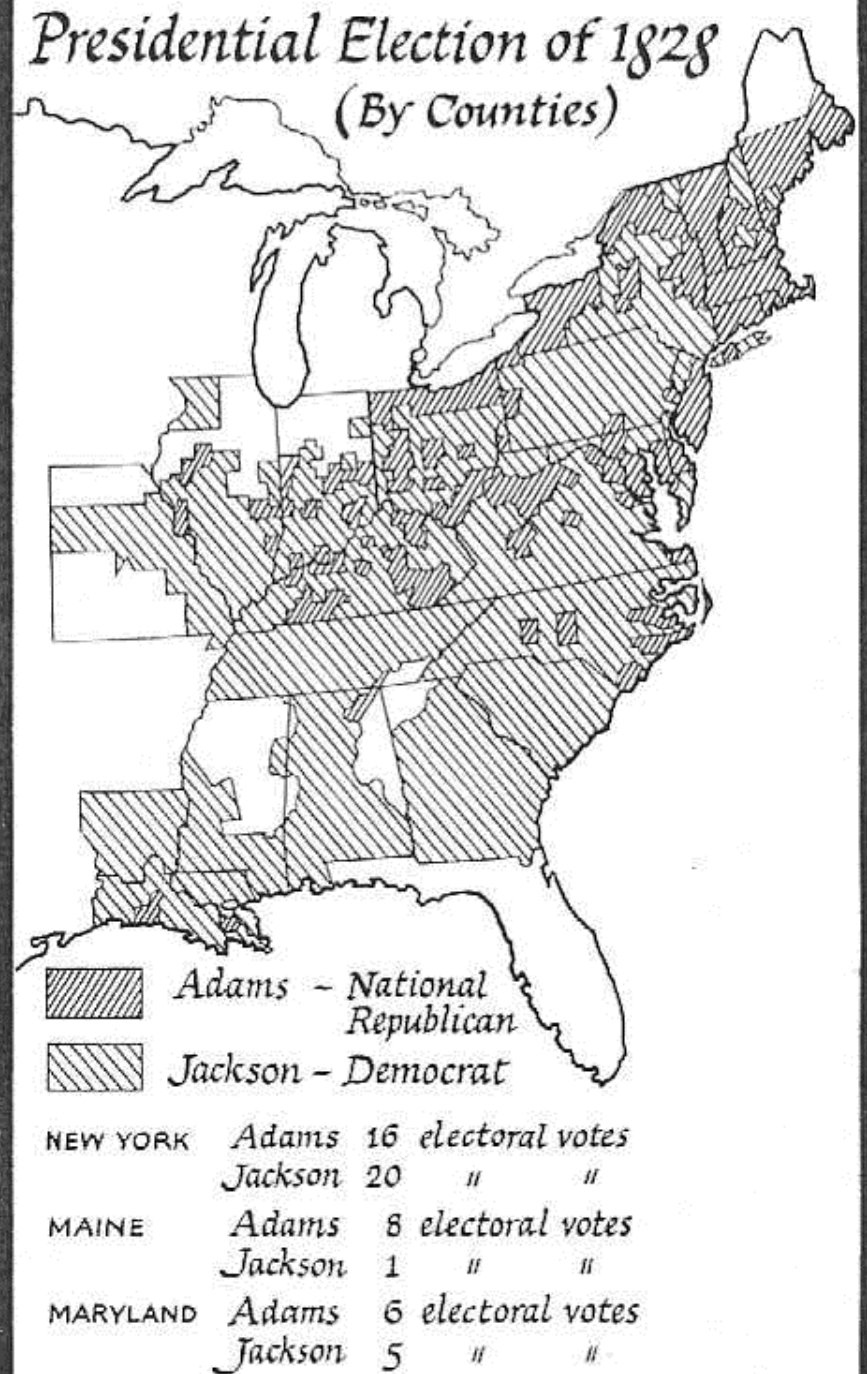 Presidential Election of 1828
(By Counties)
Adams - National
Republican
Jackson - Democrat
NEW YORK Adams 16 electoral votes
Jackson 20 " "
MAINE Adams 8 electoral votes
Jackson 1 " "
MARYLAND Adams 6 electoral votes
Jackson 5 " "